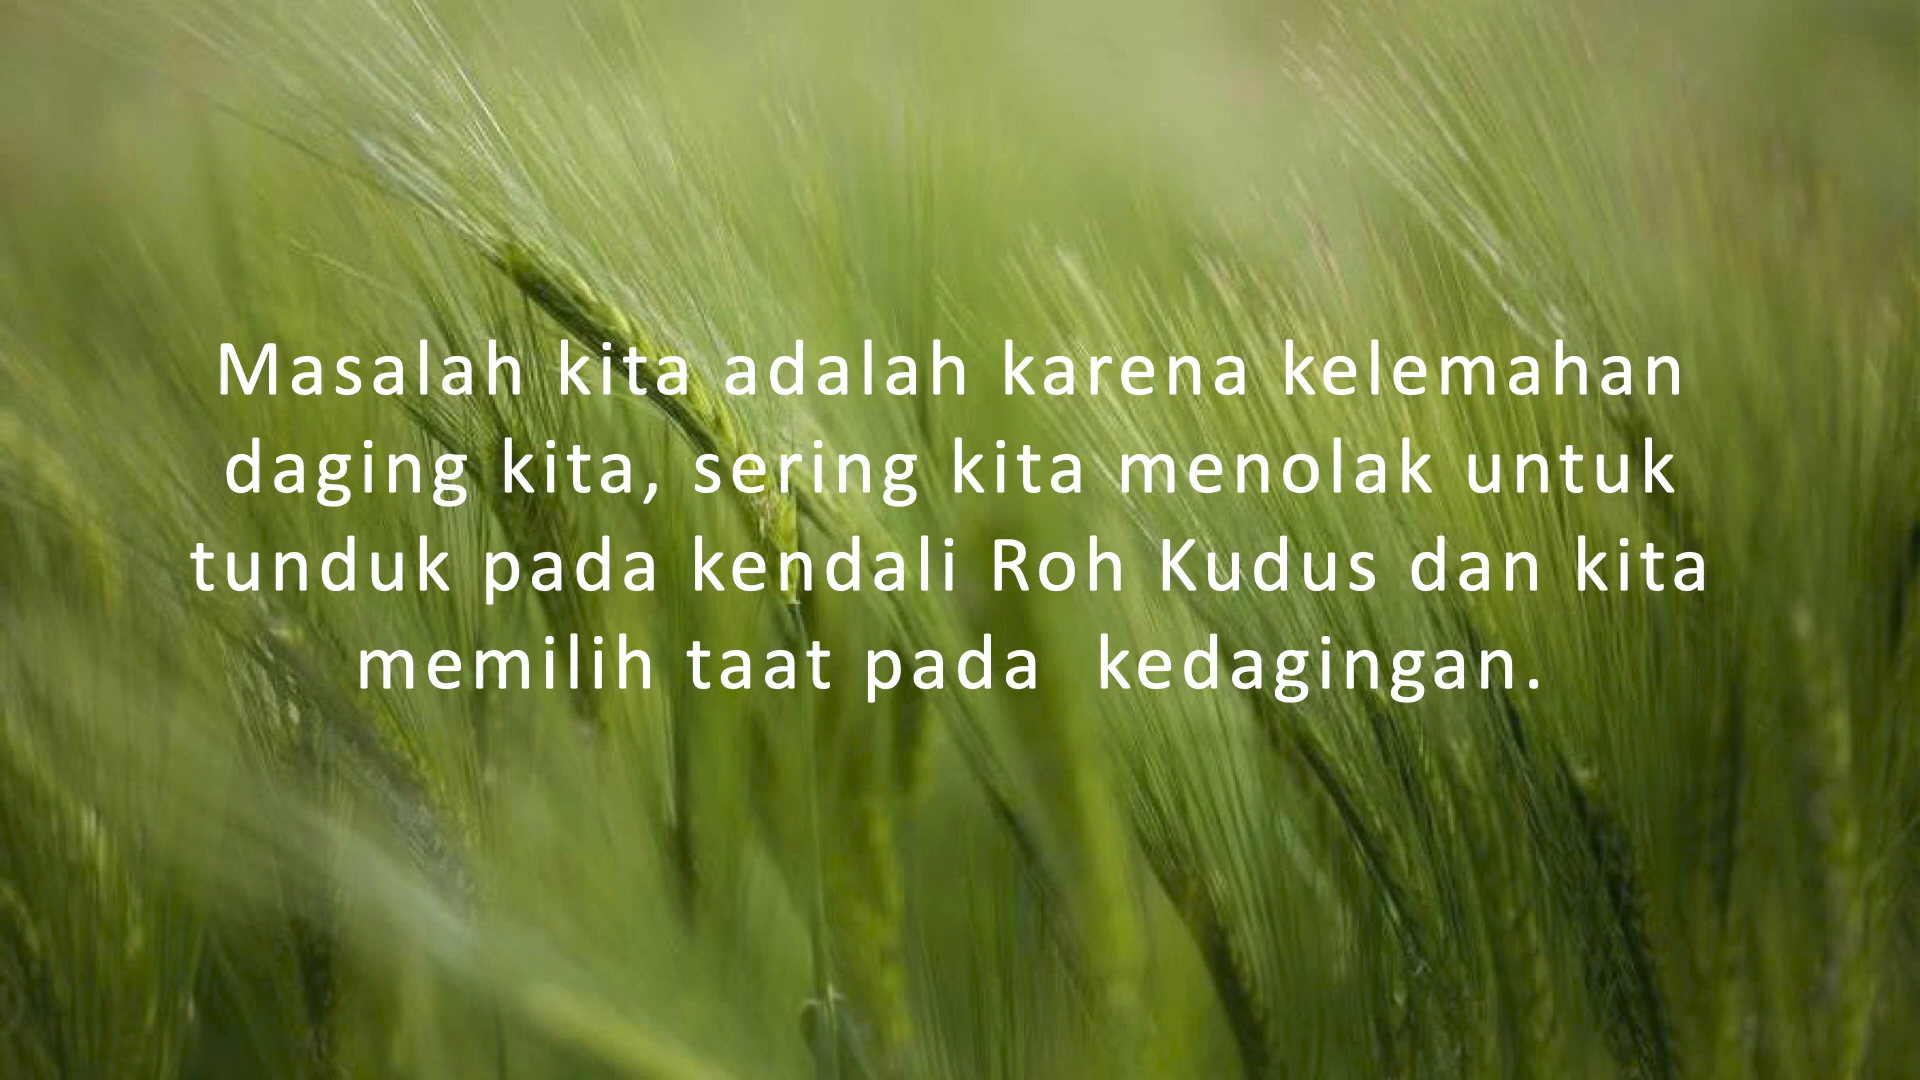 Masalah kita adalah karena kelemahan
daging kita, sering kita menolak untuk
tunduk pada kendali Roh Kudus dan kita
memilih taat pada  kedagingan.